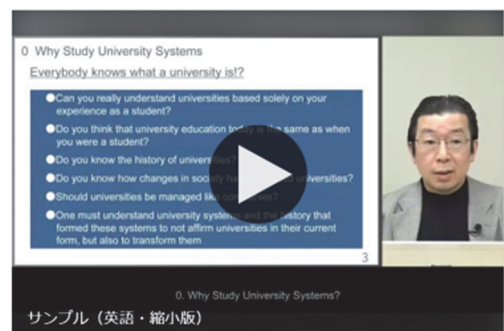 0 Why Study University Systems
Everybody knows what a university is!?
●Can you really understand universities based solely on your
experience as a student?
●Do you think that university education today is the same as when
you were a student?
●Do you know the history of universities?
●Do you know how changes in society have universities?
●Should universities be managed like companies?
●One must understand university systems and the history that
formed these systems to not affirm universities in their current
form, but also to transform them
3
0. Why Study University Systems?
サンプル（英語・縮小版）